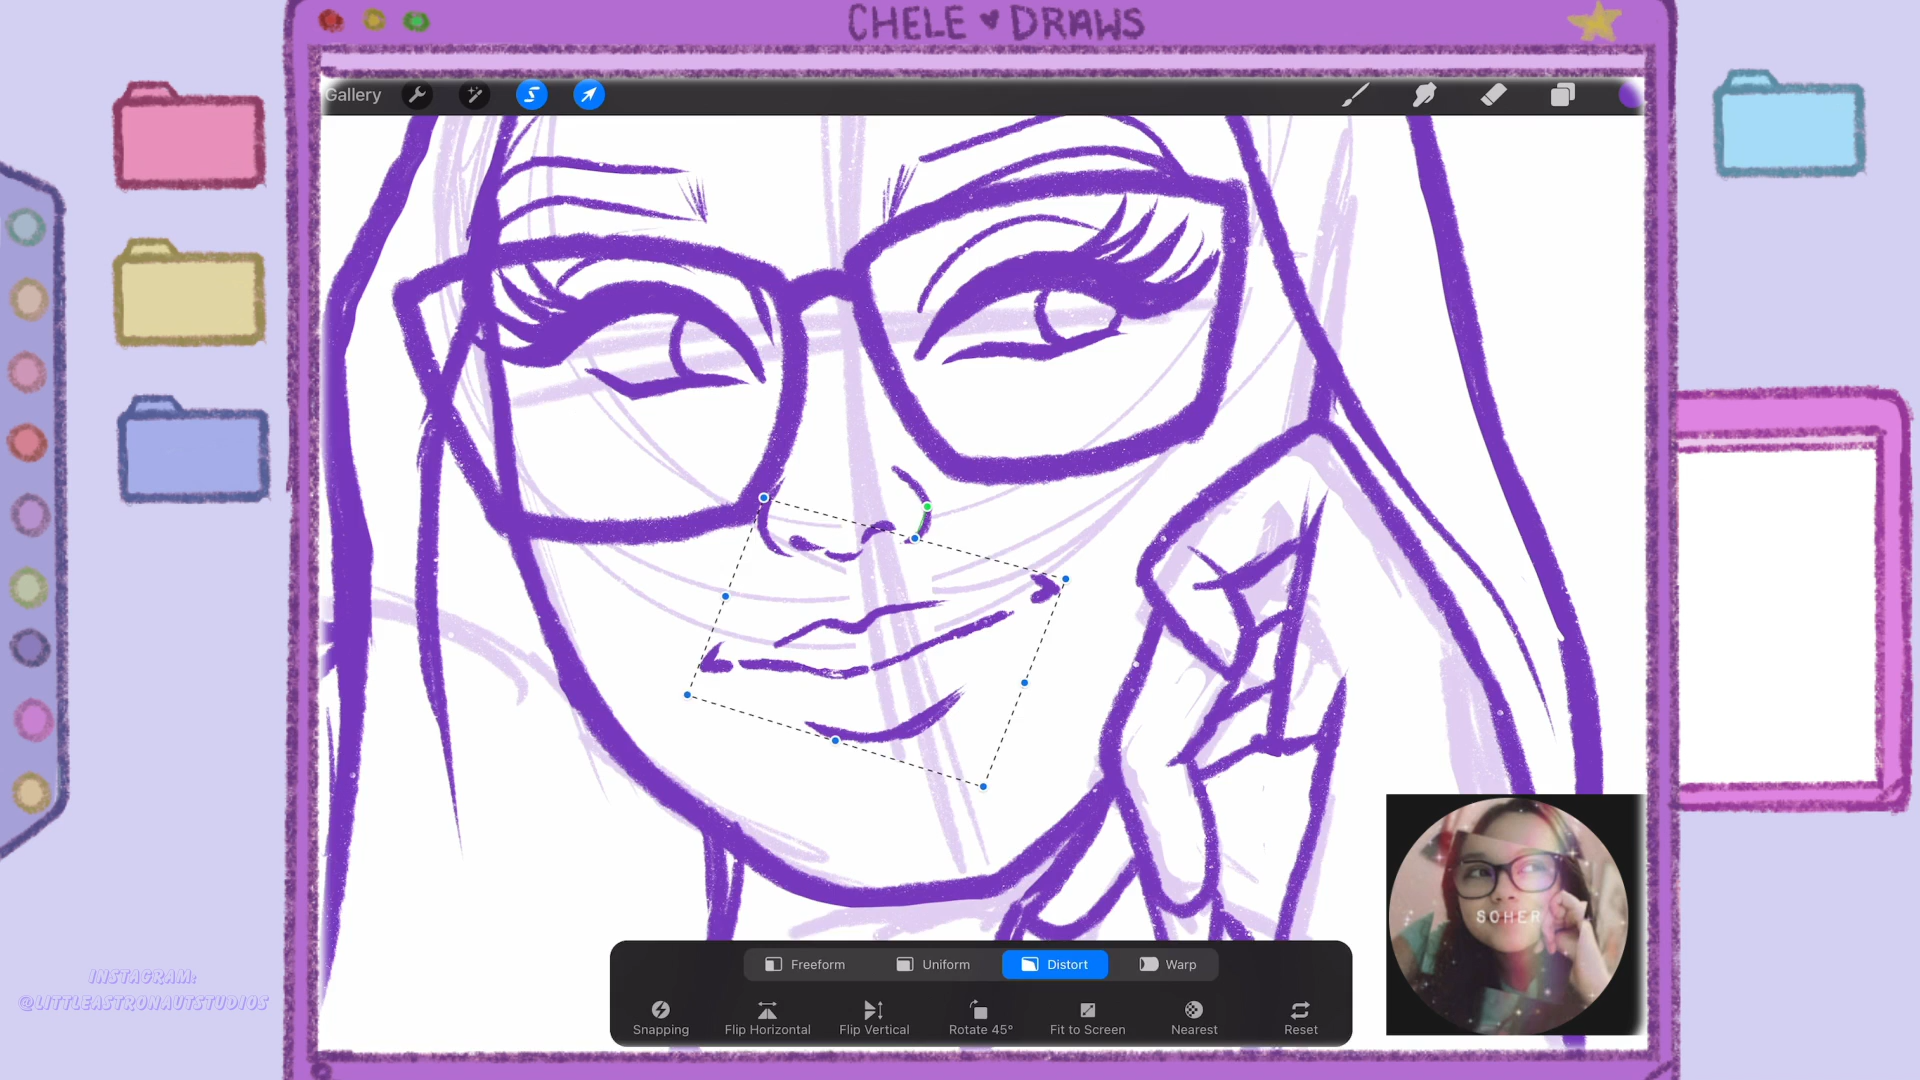 CHELE ♥ DRAWS
Gallery
SOHER
Freeform Uniform Distort Warp
Snapping Flip Horizontal Flip Vertical Rotate 45° Fit to Screen Nearest Reset
INSTAGRAM:
@LITTLEASTRONAUTSTUDIOS